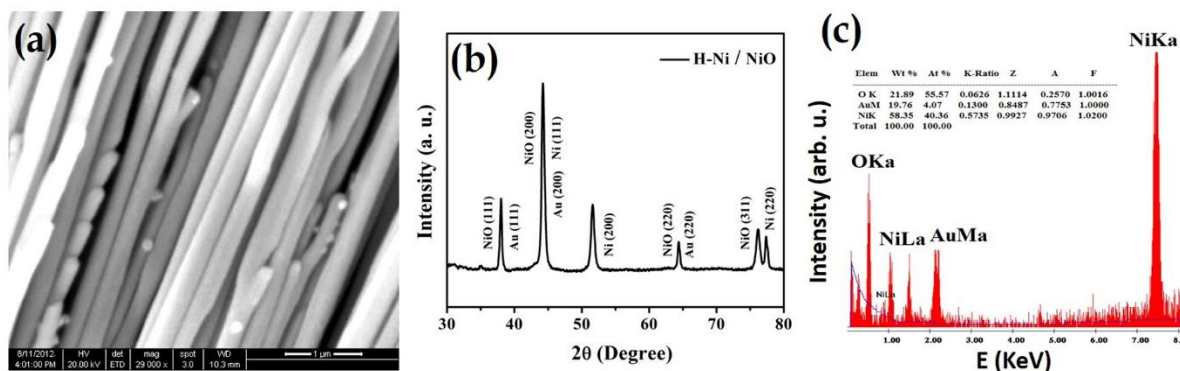 (a)
8/11/2012 HV det mag spot WD
4:01:00 PM 20.00 kV ETD 29 000 x 3.0 10.3 mm 1 µm
(b)
H-Ni / NiO
Intensity (a. u.)
NiO (111)
Au (111)
NiO (200)
Ni (111)
Au (200)
Ni (200)
NiO (220)
Au (220)
NiO (311)
Ni (220)
30 40 50 60 70 80
2θ (Degree)
(c)
NiKa
Elem Wt % At % K-Ratio Z A F
O K 21.89 55.57 0.0626 1.1114 0.2570 1.0016
AuM 19.76 4.07 0.1300 0.8487 0.7753 1.0000
NiK 58.35 40.36 0.5735 0.9927 0.9706 1.0200
Total 100.00 100.00
OKa
NiLa
AuMa
NiLa
Intensity (arb. u.)
1.00 2.00 3.00 4.00 5.00 6.00 7.00
E (KeV)